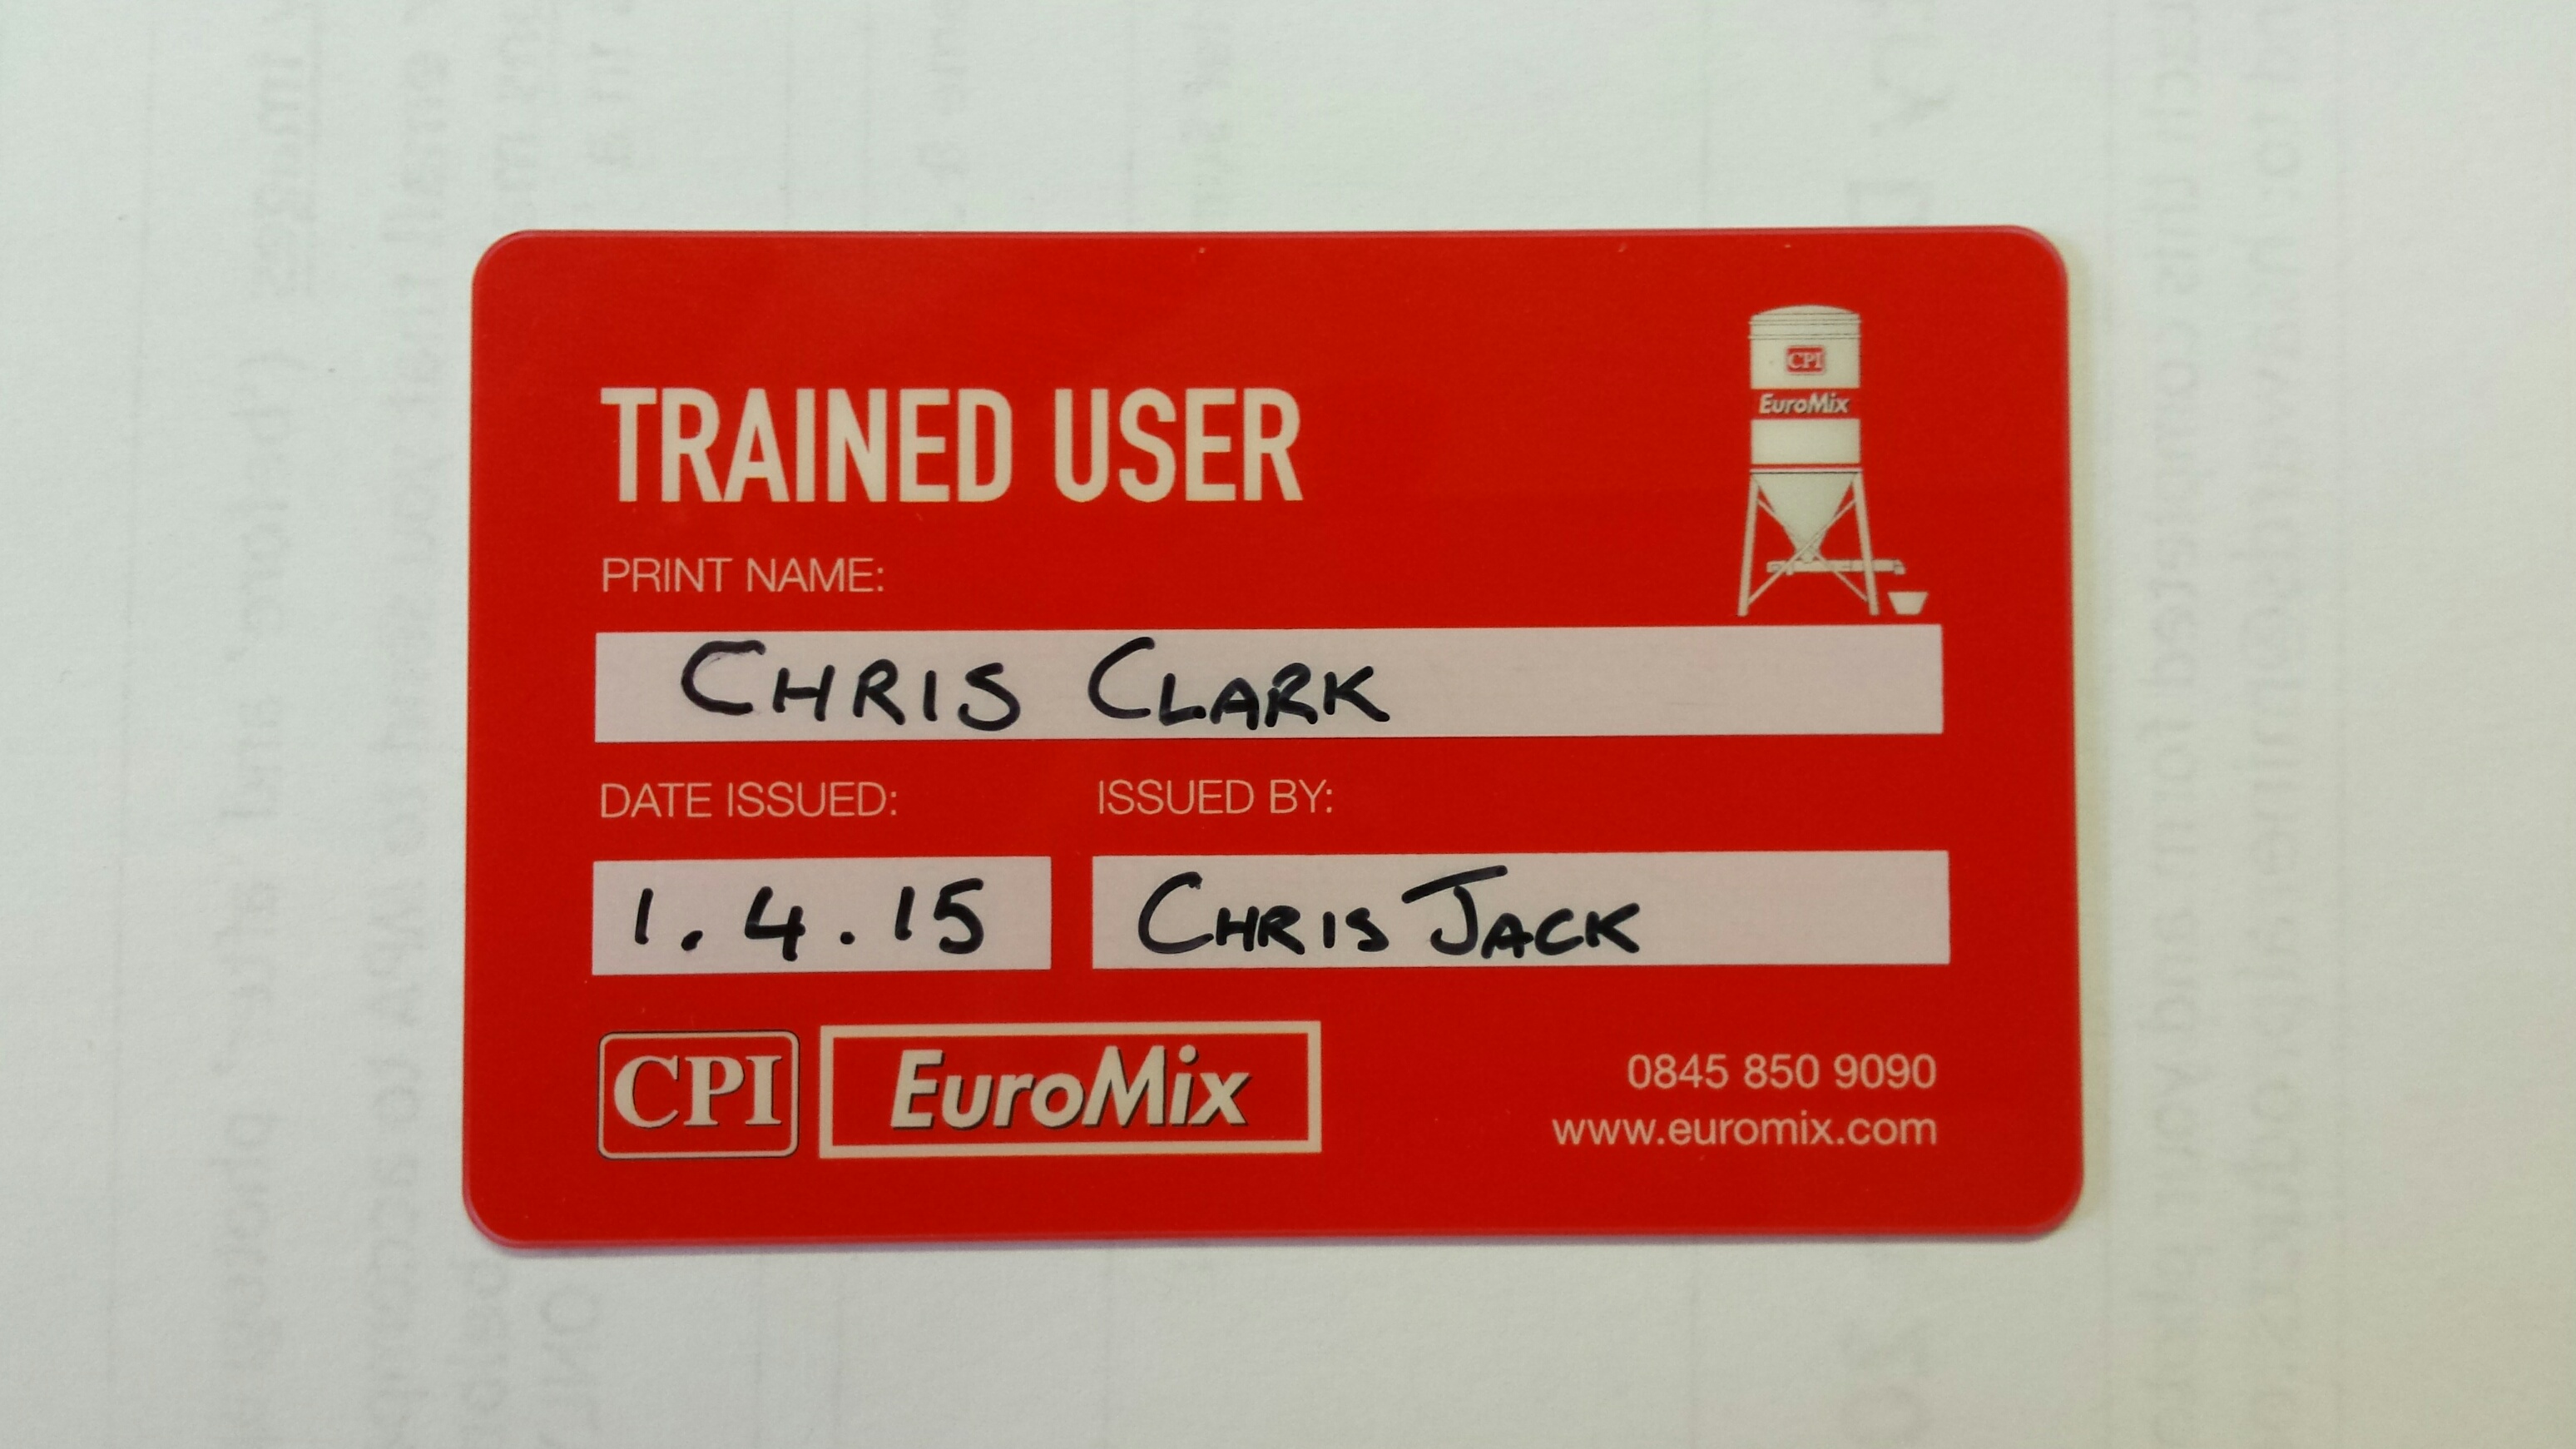 CPI
EuroMix
TRAINED USER
PRINT NAME:
CHRIS CLARK
DATE ISSUED: ISSUED BY:
1.4.15 CHRIS JACK
CPI EuroMix
0845 850 9090
www.euromix.com